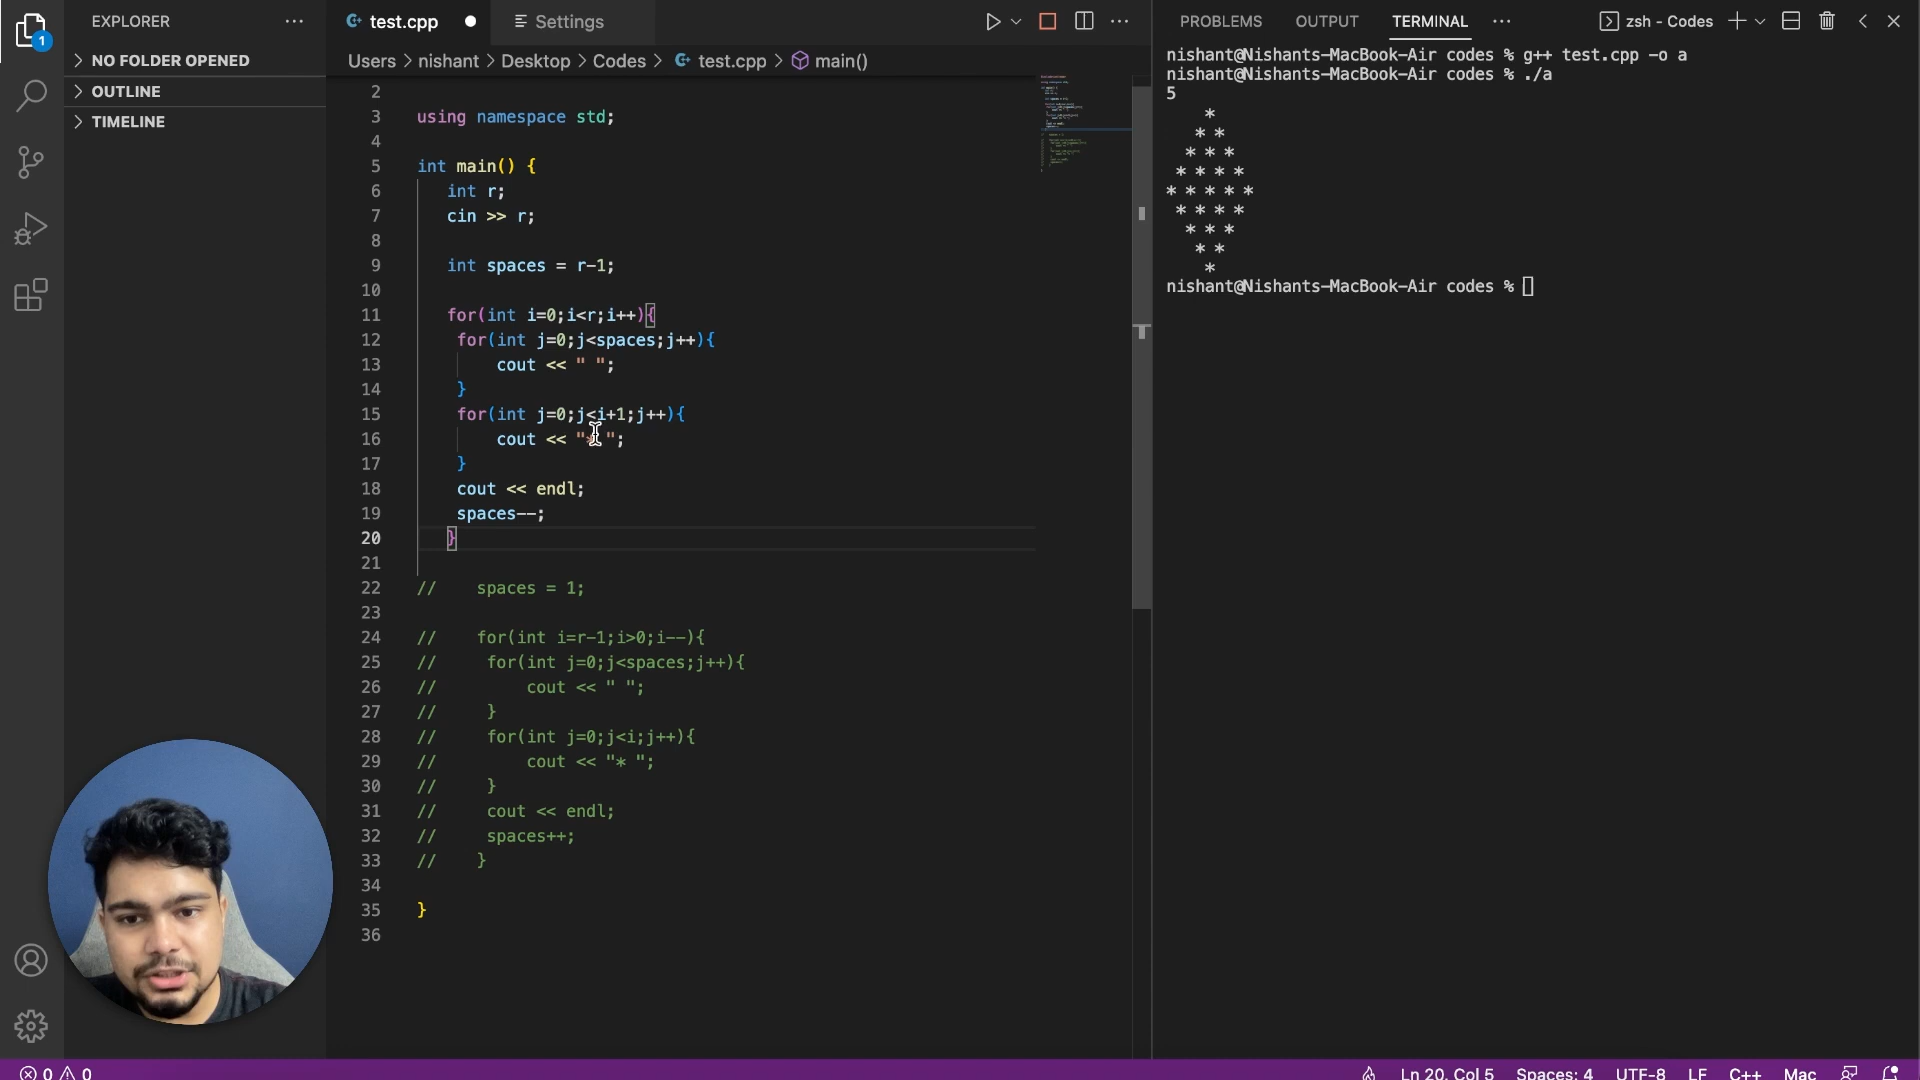 EXPLORER
1
NO FOLDER OPENED
OUTLINE
TIMELINE
test.cpp
Settings
Users > nishant > Desktop > Codes > test.cpp > main()
2
3 using namespace std;
4
5 int main() {
6 int r;
7 cin >> r;
8
9 int spaces = r-1;
10
11 for(int i=0;i<r;i++){
12 for(int j=0;j<spaces;j++){
13 cout << " ";
14 }
15 for(int j=0;j<i+1;j++){
16 cout << "* ";
17 }
18 cout << endl;
19 spaces--;
20 }
21
22 // spaces = 1;
23
24 // for(int i=r-1;i>0;i--){
25 // for(int j=0;j<spaces;j++){
26 // cout << " ";
27 // }
28 // for(int j=0;j<i;j++){
29 // cout << "* ";
30 // }
31 // cout << endl;
32 // spaces++;
33 // }
34
35 }
36
PROBLEMS OUTPUT TERMINAL ··· zsh - Codes
nishant@Nishants-MacBook-Air codes % g++ test.cpp -o a
nishant@Nishants-MacBook-Air codes % ./a
5
    *
   * *
  * * *
 * * * *
* * * * *
 * * * *
  * * *
   * *
    *
nishant@Nishants-MacBook-Air codes %
0 0 Ln 20, Col 5 Spaces: 4 UTF-8 LF C++ Mac